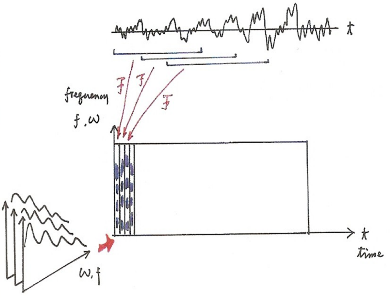 t
F F F
frequency
f, ω
t
time
ω, f